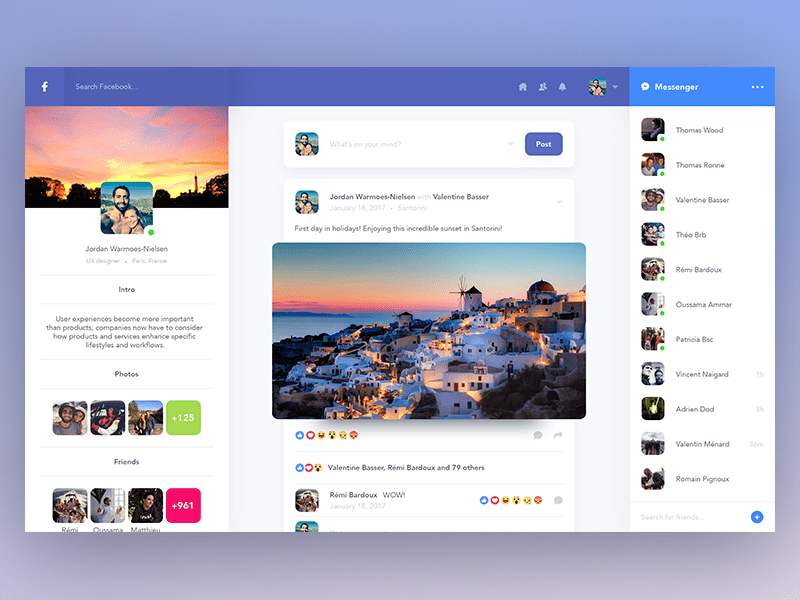 f
Search Facebook...
Jordan Warmoes-Nielsen
UX designer • Paris, France
Intro
User experiences become more important
than products; companies now have to consider
how products and services enhance specific
lifestyles and workflows.
Photos
+125
Friends
+961
Rémi
Oussama
Matthieu
What's on your mind?
Post
Jordan Warmoes-Nielsen with Valentine Basser
January 18, 2017 • Santorini
First day in holidays! Enjoying this incredible sunset in Santorini!
Valentine Basser, Rémi Bardoux and 79 others
Rémi Bardoux WOW!
January 18, 2017
Messenger
Thomas Wood
Thomas Ronne
Valentine Basser
Théo Brb
Rémi Bardoux
Oussama Ammar
Patricia Bsc
Vincent Naigard 1h
Adrien Dod 3h
Valentin Ménard 36m
Romain Pignoux
Search for friends...